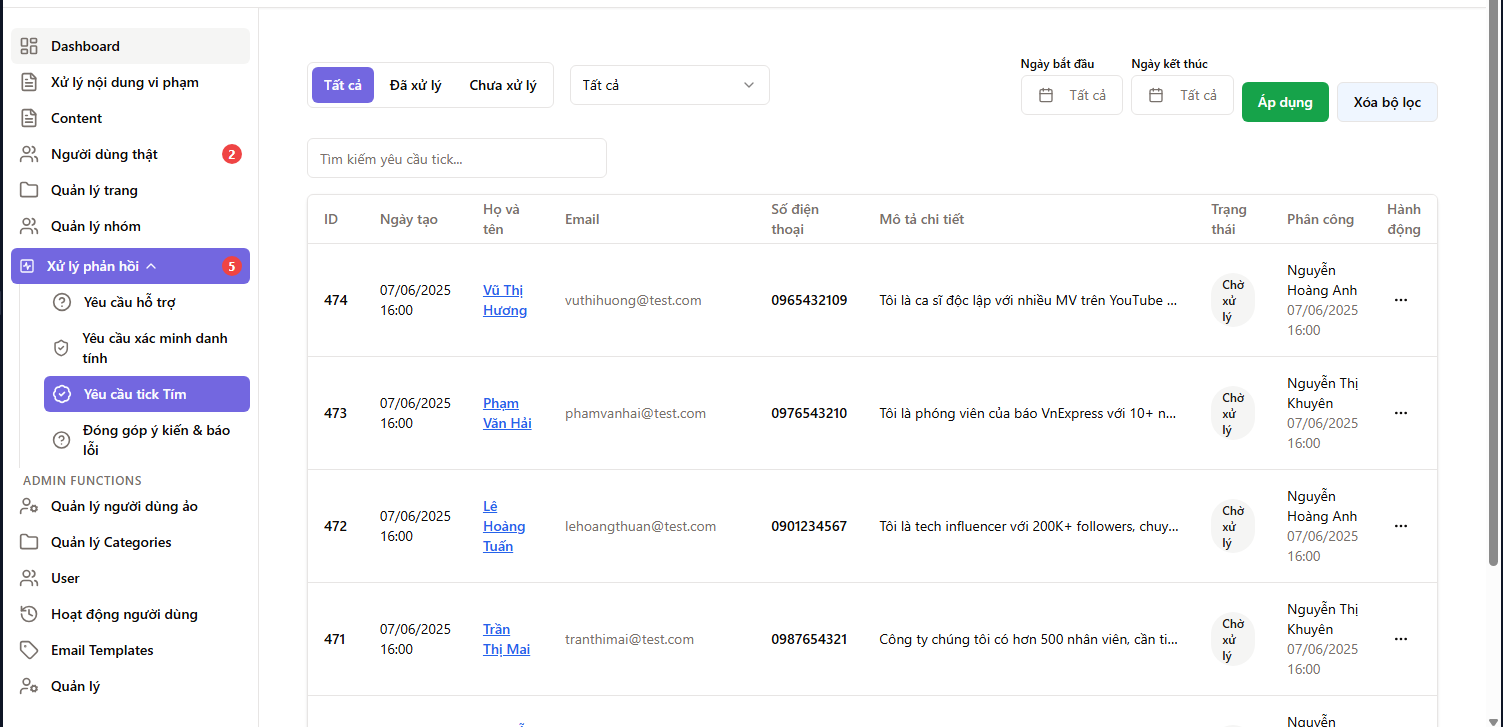 Dashboard
Xử lý nội dung vi phạm
Content
Người dùng thật
2
Quản lý trang
Quản lý nhóm
Xử lý phản hồi
5
Yêu cầu hỗ trợ
Yêu cầu xác minh danh
tính
Yêu cầu tick Tím
Đóng góp ý kiến & báo
lỗi
ADMIN FUNCTIONS
Quản lý người dùng ảo
Quản lý Categories
User
Hoạt động người dùng
Email Templates
Quản lý
Tất cả
Đã xử lý
Chưa xử lý
Tất cả
Ngày bắt đầu
Tất cả
Ngày kết thúc
Tất cả
Áp dụng
Xóa bộ lọc
Tìm kiếm yêu cầu tick...
ID
Ngày tạo
Họ và
tên
Email
Số điện
thoại
Mô tả chi tiết
Trạng
thái
Phân công
Hành
động
474
07/06/2025
16:00
Vũ Thị
Hương
vuthihuong@test.com
0965432109
Tôi là ca sĩ độc lập với nhiều MV trên YouTube ...
Chờ
xử
lý
Nguyễn
Hoàng Anh
07/06/2025
16:00
...
473
07/06/2025
16:00
Phạm
Văn Hải
phamvanhai@test.com
0976543210
Tôi là phóng viên của báo VnExpress với 10+ n...
Chờ
xử
lý
Nguyễn Thị
Khuyên
07/06/2025
16:00
...
472
07/06/2025
16:00
Lê
Hoàng
Tuấn
lehoangthuan@test.com
0901234567
Tôi là tech influencer với 200K+ followers, chuy...
Chờ
xử
lý
Nguyễn
Hoàng Anh
07/06/2025
16:00
...
471
07/06/2025
16:00
Trần
Thị Mai
tranthimai@test.com
0987654321
Công ty chúng tôi có hơn 500 nhân viên, cần ti...
Chờ
xử
lý
Nguyễn Thị
Khuyên
07/06/2025
16:00
...
Nguyễn